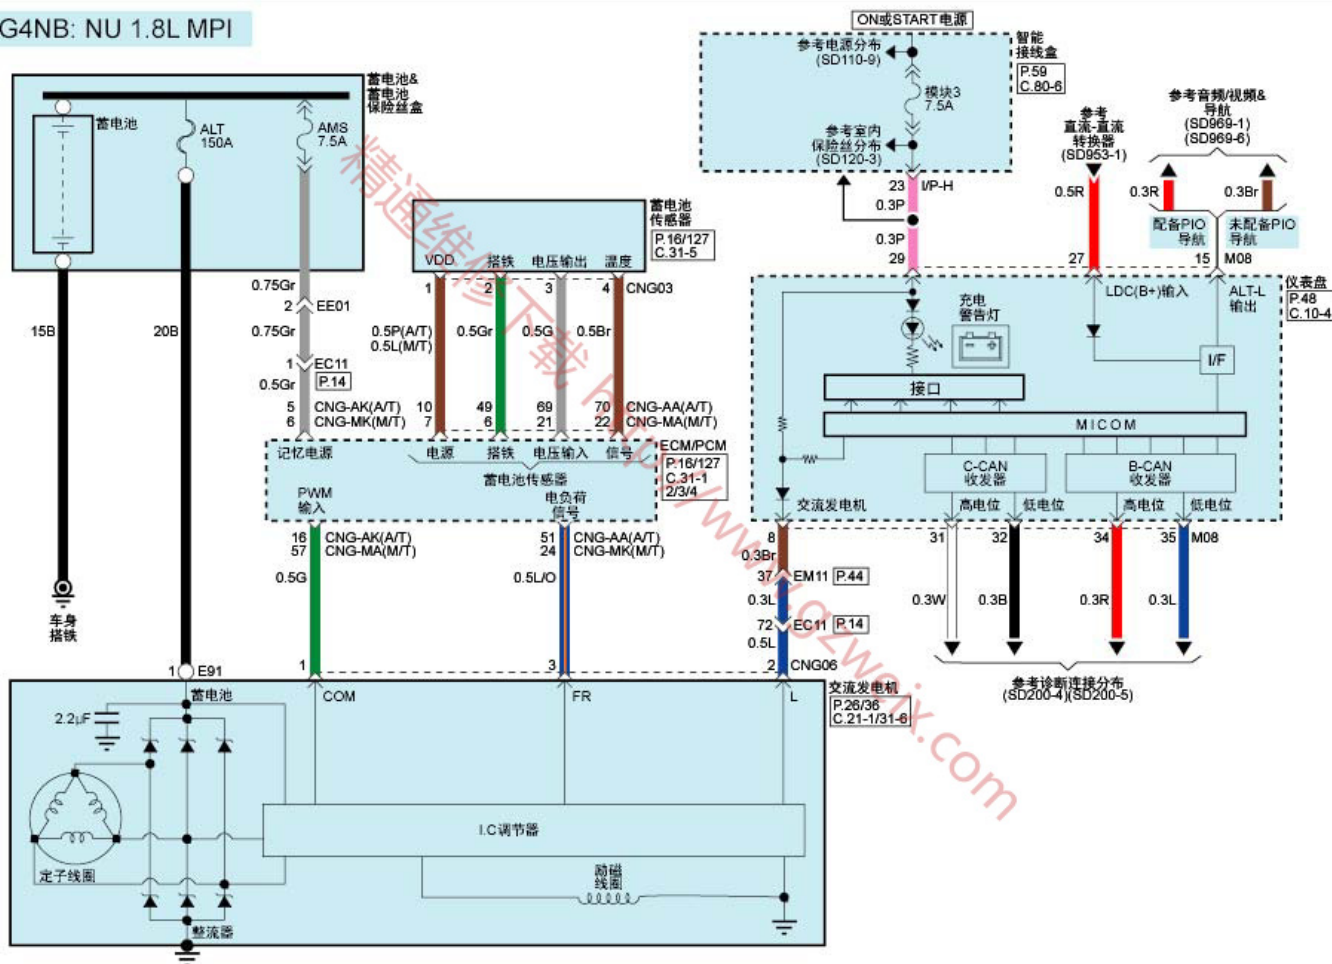 G4NB: NU 1.8L MPI
ON或START电源
参考电源分布
(SD110-9)
智能
接线盒
P.59
C.80-6
模块3
7.5A
参考室内
保险丝分布
(SD120-3)
蓄电池&
蓄电池
保险丝盒
蓄电池
ALT
150A
AMS
7.5A
参考
直流-直流
转换器
(SD953-1)
参考音频/视频&
导航
(SD969-1)
(SD969-6)
23
I/P-H
0.3P
0.5R
0.3R
0.3Br
配备PIO
导航
未配备PIO
导航
0.3P
29
27
15
M08
蓄电池
传感器
P.16/127
C.31-5
VDD.
搭铁
电压输出
温度
1
2
3
4
CNG03
0.75Gr
2
EE01
0.75Gr
1
EC11
P.14
0.5Gr
15B
20B
0.5P(A/T)
0.5L(M/T)
0.5Gr
0.5G
0.5Br
5
CNG-AK(A/T)
10
49
69
70
CNG-AA(A/T)
6
CNG-MK(M/T)
7
6
21
22
CNG-MA(M/T)
记忆电源
电源
搭铁
电压输入
信号
蓄电池传感器
ECM/PCM
P.16/127
C.31-1
2/3/4
PWM
输入
电负荷
信号
仪表盘
P.48
C.10-4
LDC(B+)输入
ALT-L
输出
充电
警告灯
I/F
接口
MICOM
C-CAN
收发器
B-CAN
收发器
交流发电机
高电位
低电位
高电位
低电位
16
CNG-AK(A/T)
51
CNG-AA(A/T)
57
CNG-MA(M/T)
24
CNG-MK(M/T)
0.5G
0.5L/O
8
31
32
34
35
M08
0.3Br
37
EM11
P.44
0.3L
72
EC11
P.14
0.5L
0.3W
0.3B
0.3R
0.3L
参考诊断连接分布
(SD200-4)(SD200-5)
车身
搭铁
1
E91
1
3
2
CNG06
蓄电池
COM
FR
L
交流发电机
P.26/36
C.21-1/31-6
2.2µF
I.C调节器
定子线圈
励磁
线圈
整流器
精通维修下载 http://www.gzweix.com